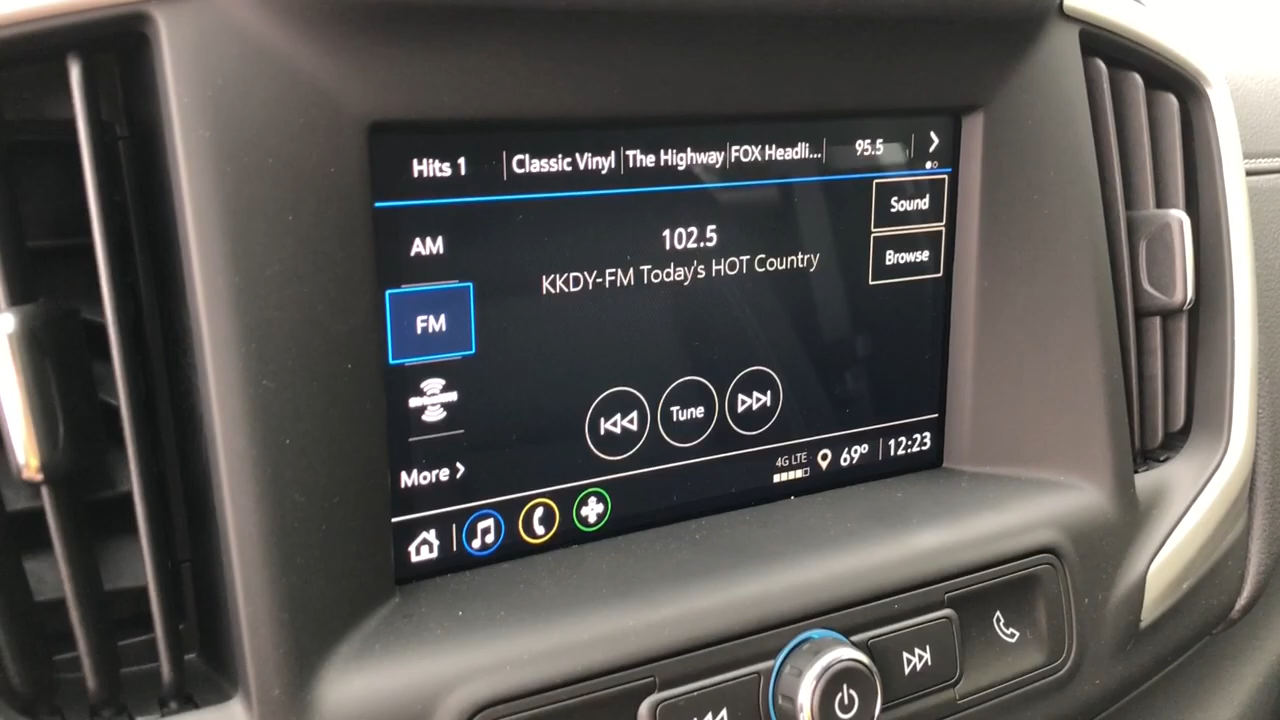 Hits 1 Classic Vinyl The Highway FOX Headli... 95.5
Sound
AM
102.5
KKDY-FM Today's HOT Country
Browse
FM
Tune
More
4G LTE 69° 12:23